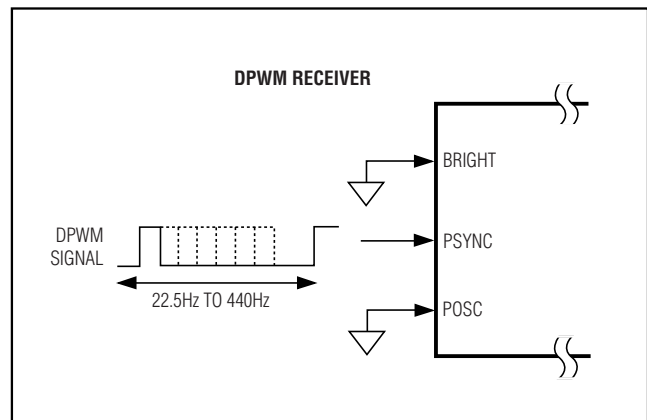 DPWM RECEIVER
BRIGHT
DPWM
SIGNAL
PSYNC
22.5Hz TO 440Hz
POSC